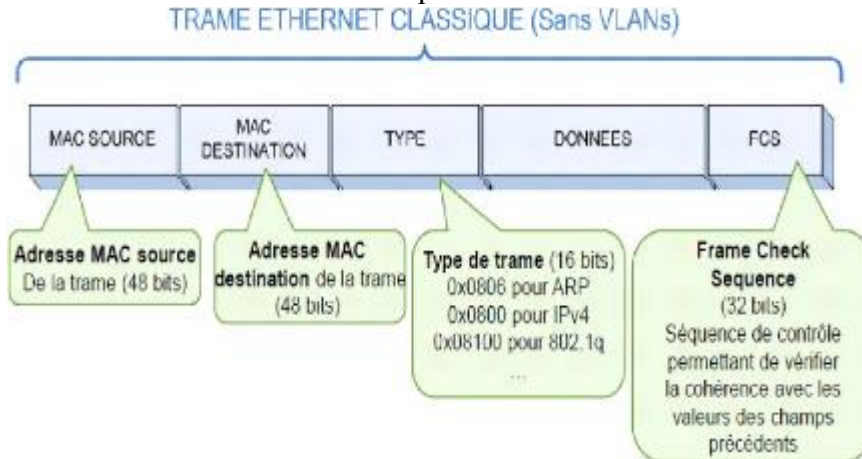 TRAME ETHERNET CLASSIQUE (Sans VLANs)
MAC SOURCE
MAC
DESTINATION
TYPE
DONNEES
FCS
Adresse MAC source
De la trame (48 bits)
Adresse MAC
destination de la trame
(48 bits)
Type de trame (16 bits)
0x0806 pour ARP
0x0800 pour IPv4
0x08100 pour 802.1q
...
Frame Check
Sequence
(32 bits)
Séquence de contrôle
permettant de vérifier
la cohérence avec les
valeurs des champs
précédents